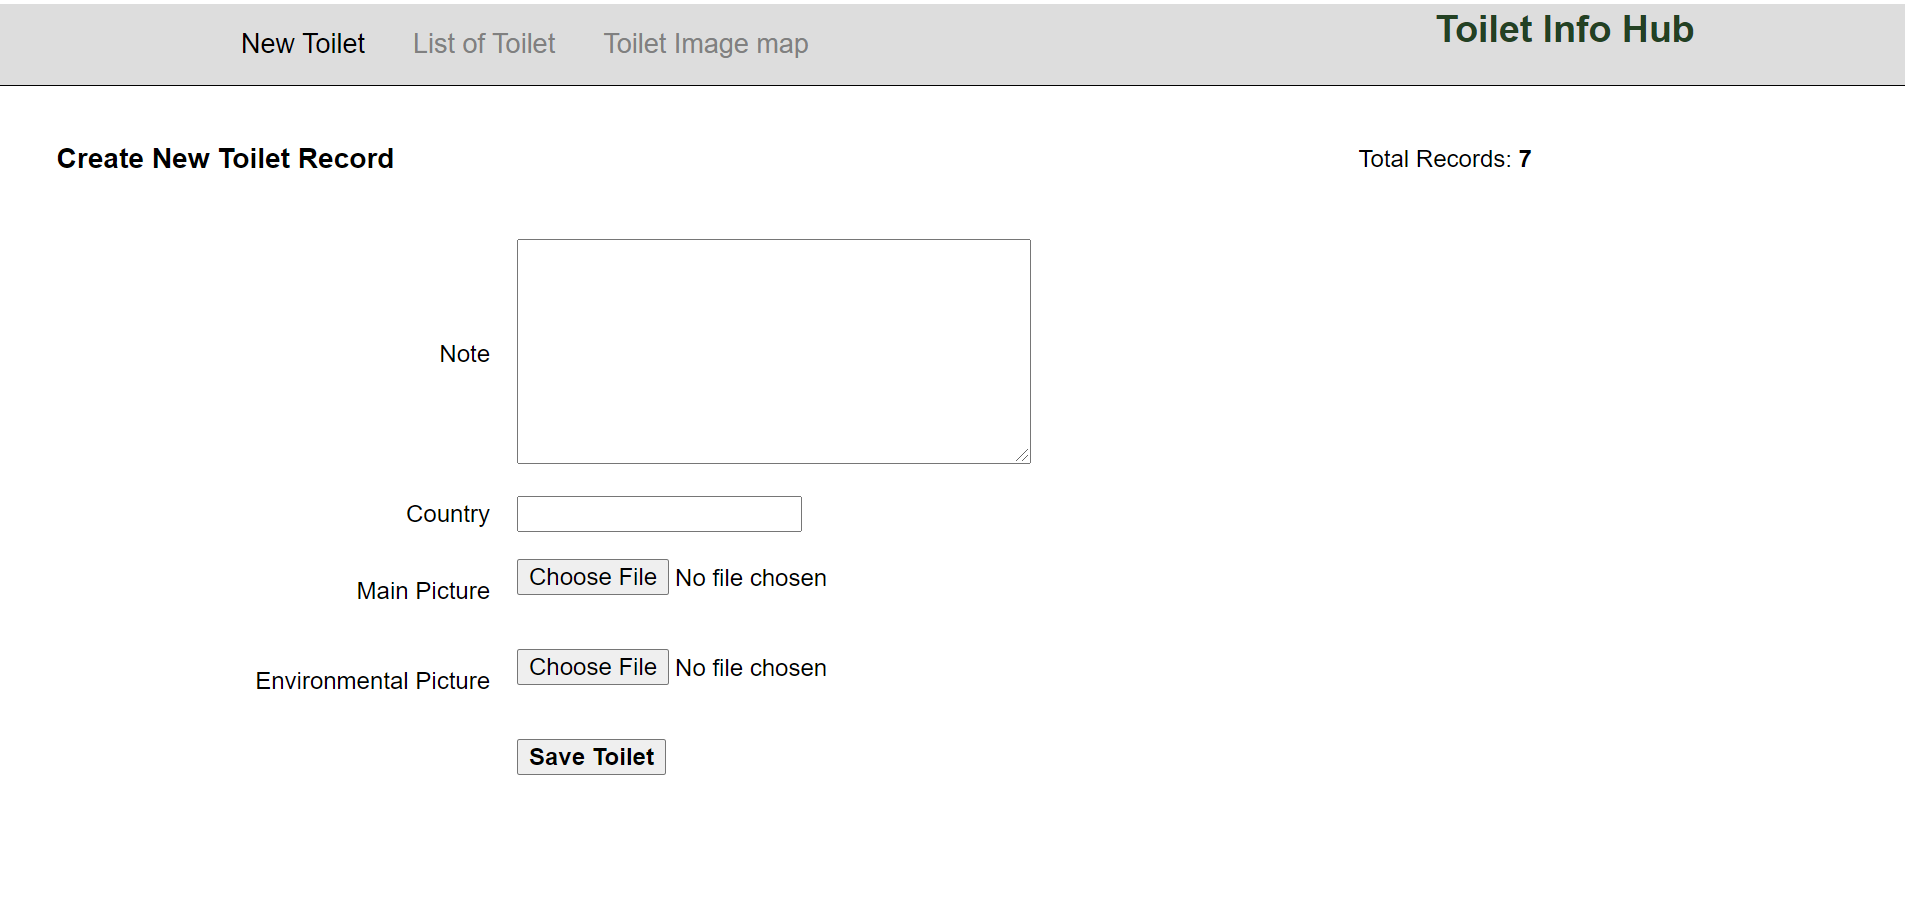 New Toilet List of Toilet Toilet Image map Toilet Info Hub
Create New Toilet Record Total Records: 7
Note
Country
Main Picture Choose File No file chosen
Environmental Picture Choose File No file chosen
Save Toilet